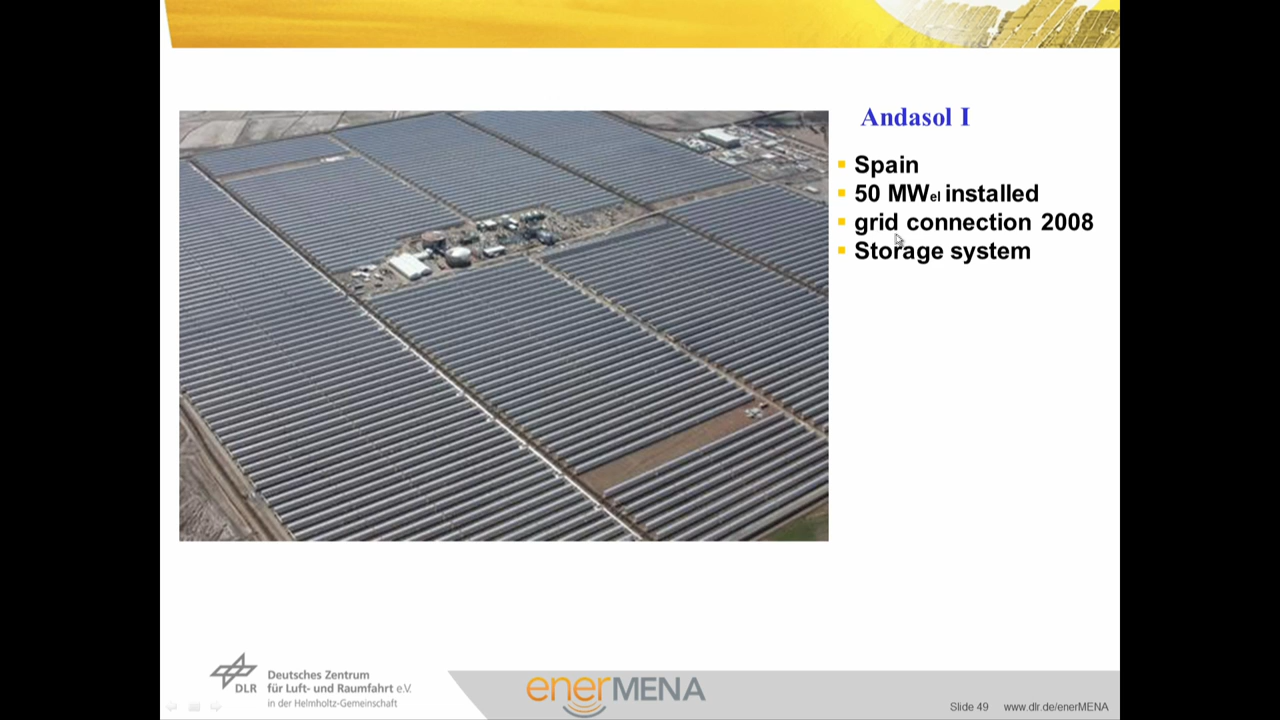 Andasol I
Spain
50 MWel installed
grid connection 2008
Storage system
Deutsches Zentrum
DLR für Luft- und Raumfahrt e.V.
in der Helmholtz-Gemeinschaft
enerMENA
Slide 49 www.dlr.de/enerMENA